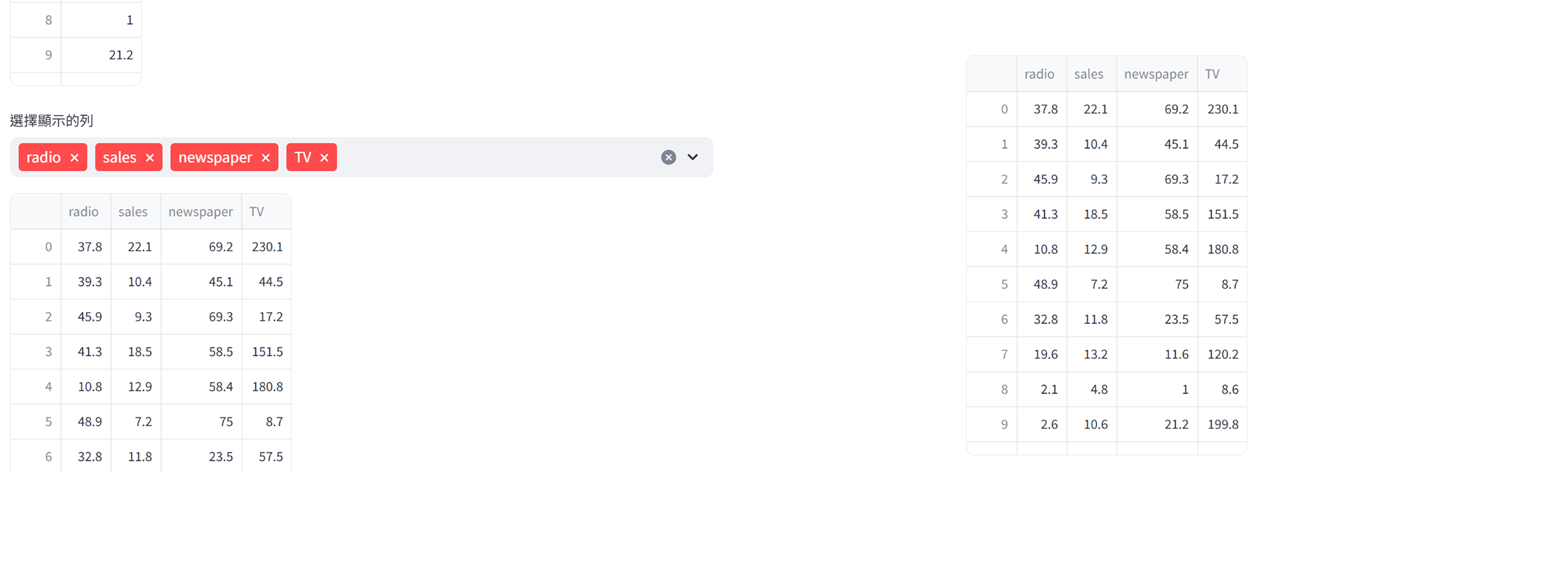 8 1
9 21.2
選擇顯示的列
radio sales newspaper TV
radio sales newspaper TV
0 37.8 22.1 69.2 230.1
1 39.3 10.4 45.1 44.5
2 45.9 9.3 69.3 17.2
3 41.3 18.5 58.5 151.5
4 10.8 12.9 58.4 180.8
5 48.9 7.2 75 8.7
6 32.8 11.8 23.5 57.5
radio sales newspaper TV
0 37.8 22.1 69.2 230.1
1 39.3 10.4 45.1 44.5
2 45.9 9.3 69.3 17.2
3 41.3 18.5 58.5 151.5
4 10.8 12.9 58.4 180.8
5 48.9 7.2 75 8.7
6 32.8 11.8 23.5 57.5
7 19.6 13.2 11.6 120.2
8 2.1 4.8 1 8.6
9 2.6 10.6 21.2 199.8